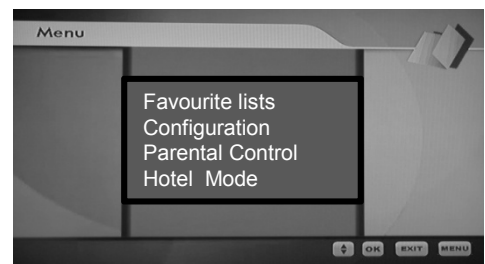 Menu
Favourite lists
Configuration
Parental Control
Hotel Mode
OK EXIT MENU